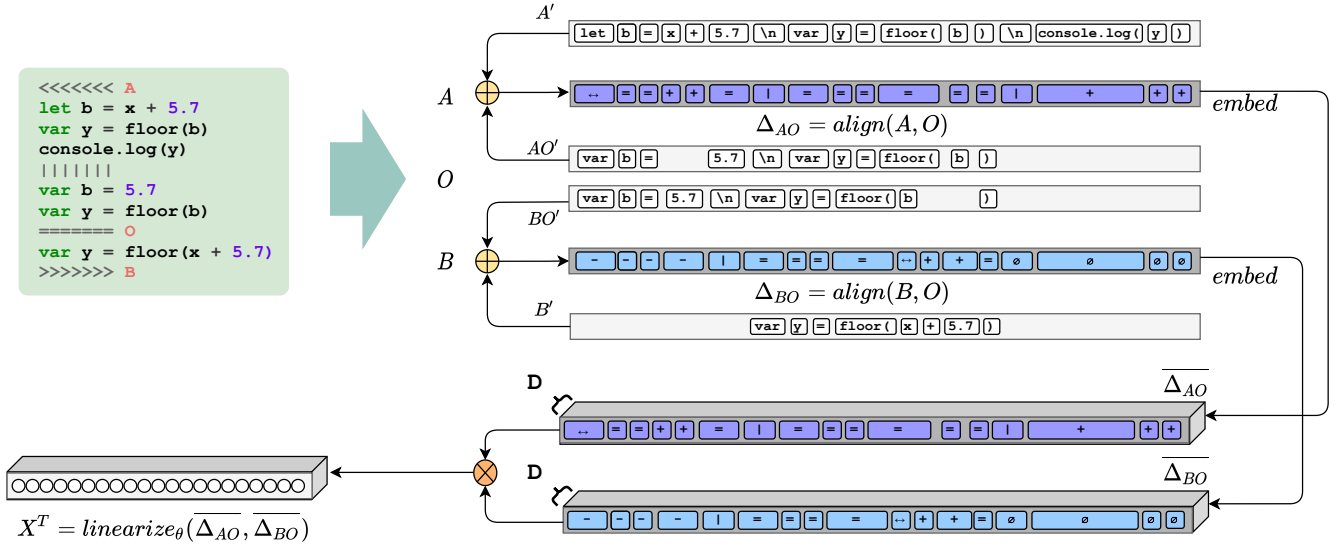 <<<<<<< A
let b = x + 5.7
var y = floor(b)
console.log(y)
|||||||
var b = 5.7
var y = floor(b)
======= O
var y = floor(x + 5.7)
>>>>>>> B
A′
let b = x + 5.7 \n var y = floor( b ) \n console.log( y )
A
↔ = = + + = | = = = = = = | + + +
embed
Δ_AO = align(A, O)
AO′
var b = 5.7 \n var y = floor( b )
O
var b = 5.7 \n var y = floor( b )
BO′
B
- - - - | = = = = ↔ + + = ∅ ∅ ∅ ∅
embed
Δ_BO = align(B, O)
B′
var y = floor( x + 5.7 )
D
Δ_AO
↔ = = + + = | = = = = = = | + + +
D
Δ_BO
- - - - | = = = = ↔ + + = ∅ ∅ ∅ ∅
X^T = linearize_θ(Δ_AO, Δ_BO)